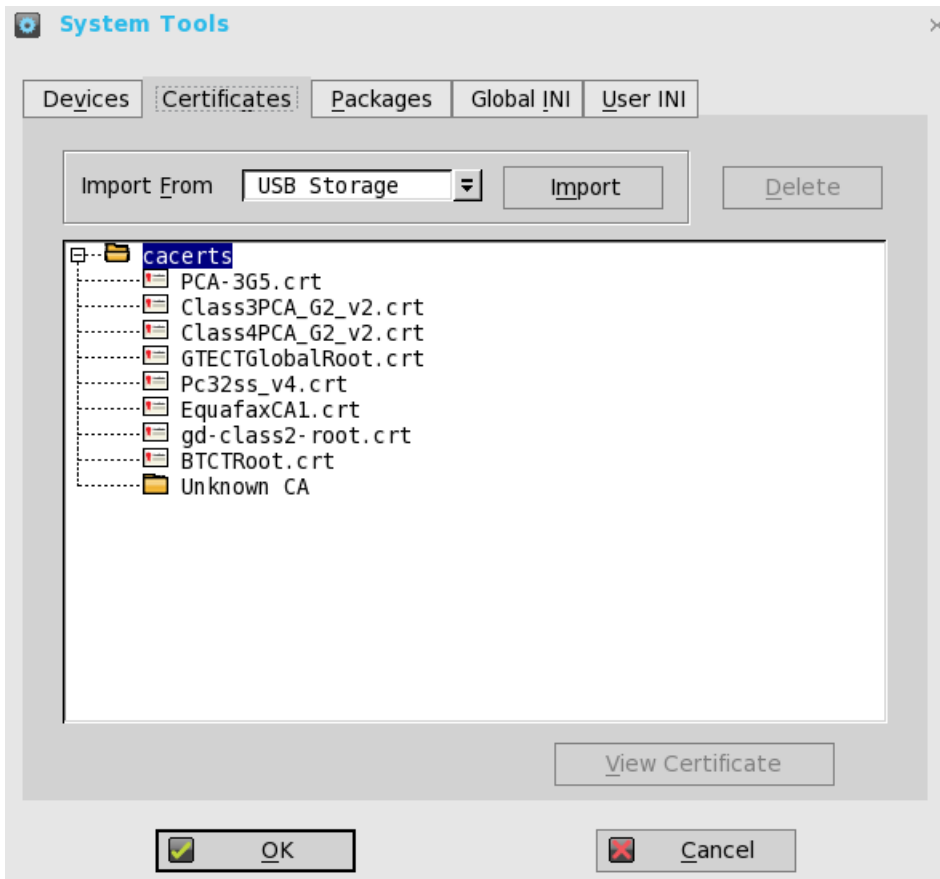 System Tools
Devices Certificates Packages Global INI User INI
Import From USB Storage Import Delete
cacerts
PCA-3G5.crt
Class3PCA_G2_v2.crt
Class4PCA_G2_v2.crt
GTECTGlobalRoot.crt
Pc32ss_v4.crt
EquafaxCA1.crt
gd-class2-root.crt
BTCTRoot.crt
Unknown CA
View Certificate
OK Cancel